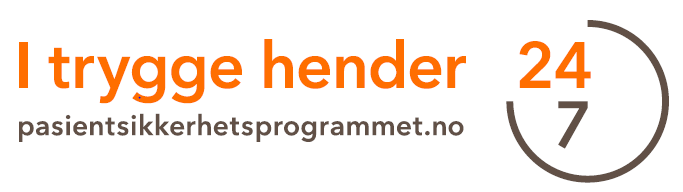 I trygge hender
pasientsikkerhetsprogrammet.no
24
7